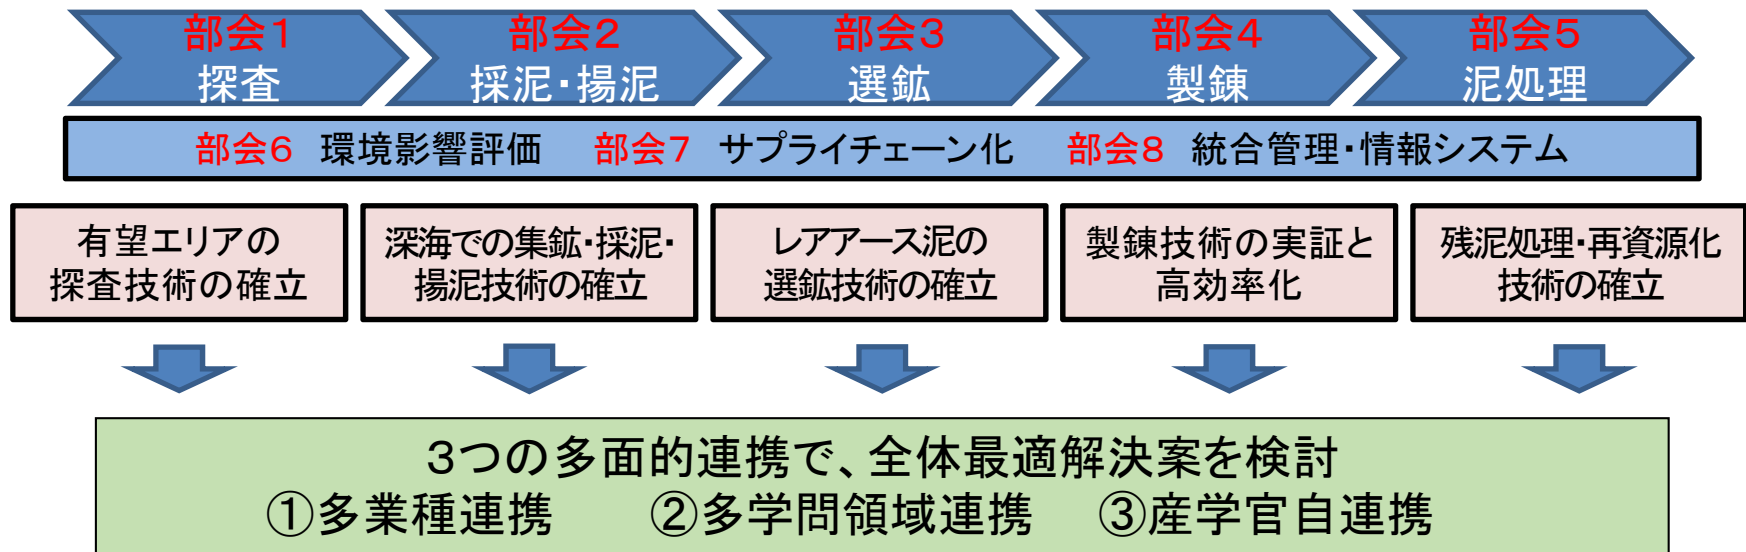 部会1
探査
部会2
採泥・揚泥
部会3
選鉱
部会4
製錬
部会5
泥処理
部会6 環境影響評価 部会7 サプライチェーン化 部会8 統合管理・情報システム
有望エリアの
探査技術の確立
深海での集鉱・採泥・
揚泥技術の確立
レアアース泥の
選鉱技術の確立
製錬技術の実証と
高効率化
残泥処理・再資源化
技術の確立
3つの多面的連携で、全体最適解決案を検討
①多業種連携 ②多学問領域連携 ③産学官自連携